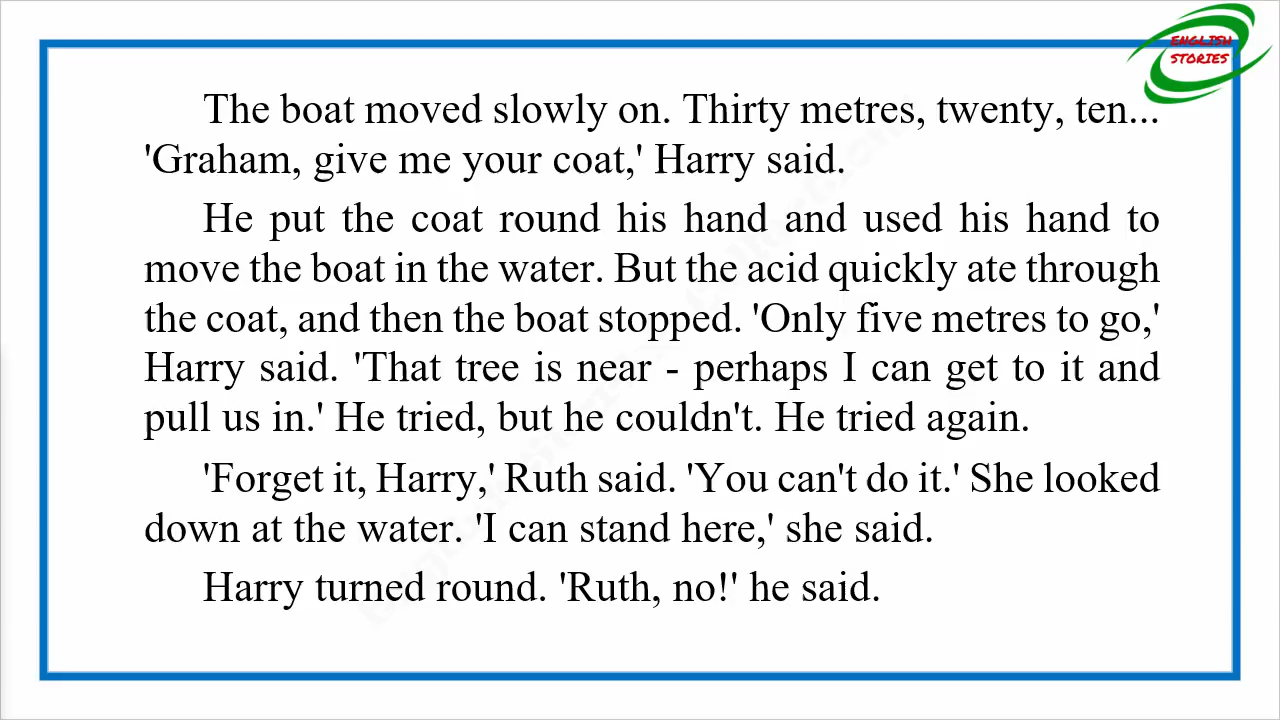 ENGLISH
STORIES
The boat moved slowly on. Thirty metres, twenty, ten...
'Graham, give me your coat,' Harry said.
He put the coat round his hand and used his hand to
move the boat in the water. But the acid quickly ate through
the coat, and then the boat stopped. 'Only five metres to go,'
Harry said. 'That tree is near - perhaps I can get to it and
pull us in.' He tried, but he couldn't. He tried again.
'Forget it, Harry,' Ruth said. 'You can't do it.' She looked
down at the water. 'I can stand here,' she said.
Harry turned round. 'Ruth, no!' he said.